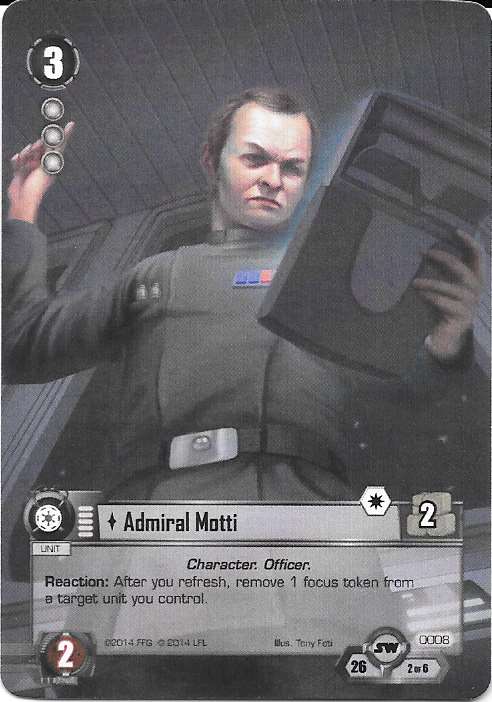 3
Admiral Motti
2
UNIT
Character. Officer.
Reaction: After you refresh, remove 1 focus token from
a target unit you control.
2
©2014 FFG © 2014 LFL Illus. Tony Foti
0008
SW
26
2 OF 6